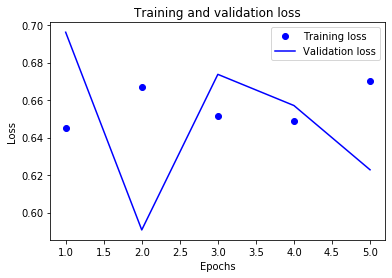 Training and validation loss
0.70
0.68
0.66
0.64
0.62
0.60
Loss
Training loss
Validation loss
1.0 1.5 2.0 2.5 3.0 3.5 4.0 4.5 5.0
Epochs